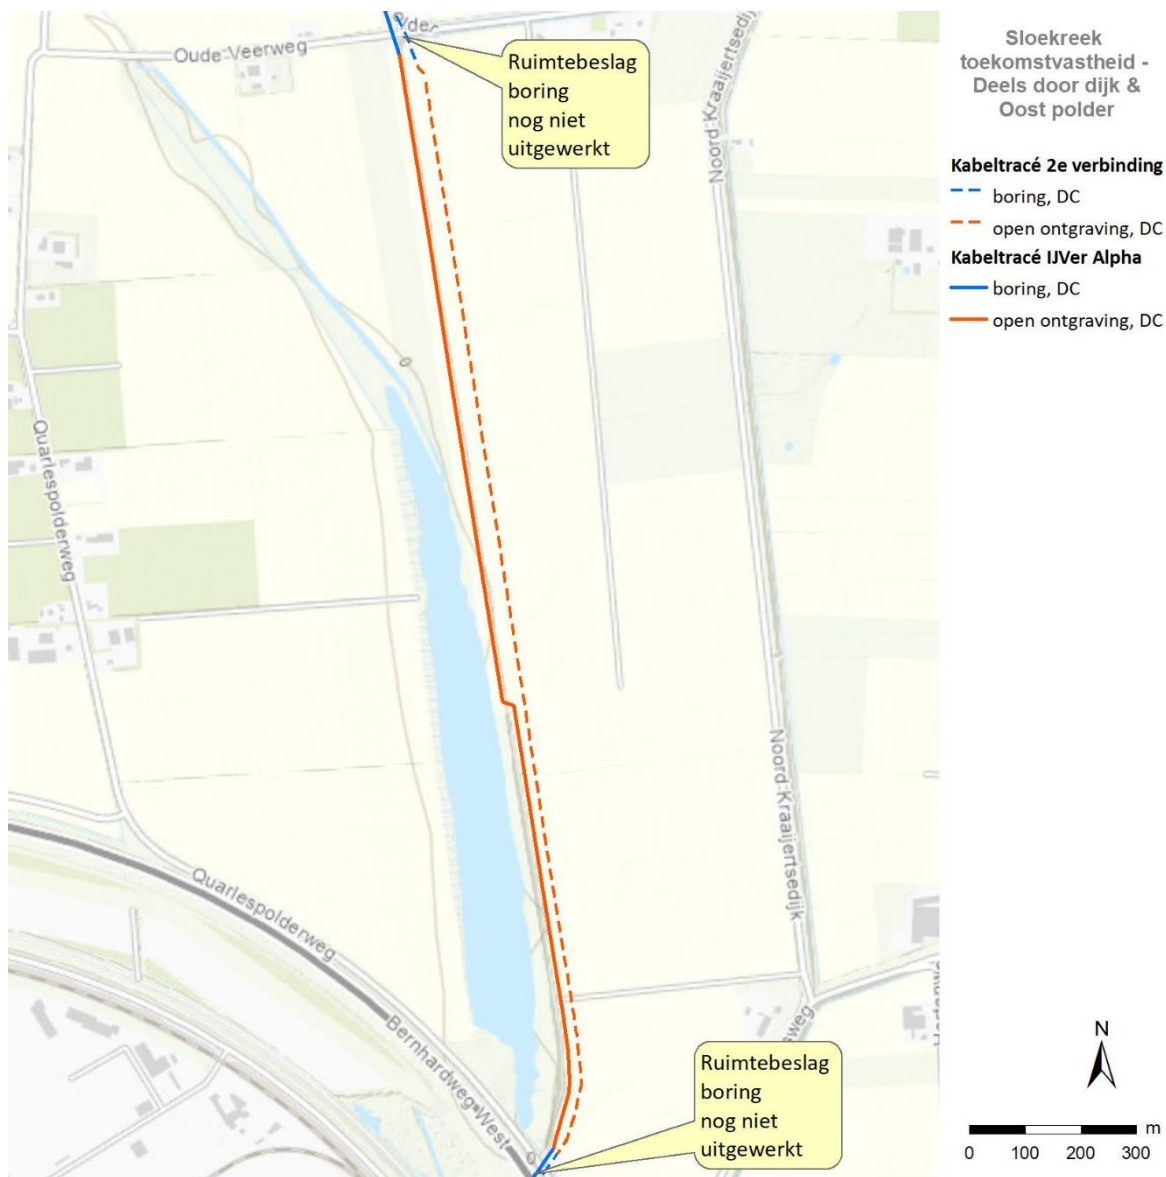 Oude Veerweg
Ruimtebeslag
boring
nog niet
uitgewerkt
Noord-Kraaijertsedijk
0
Quarlespolderweg
Noord-Kraaijertsedijk
Quarlespolderweg
Bernhardweg-West
0
Ruimtebeslag
boring
nog niet
uitgewerkt
Sloekreek
toekomstvastheid -
Deels door dijk &
Oost polder
Kabeltracé 2e verbinding
boring, DC
open ontgraving, DC
Kabeltracé IJVer Alpha
boring, DC
open ontgraving, DC
N
m
0 100 200 300